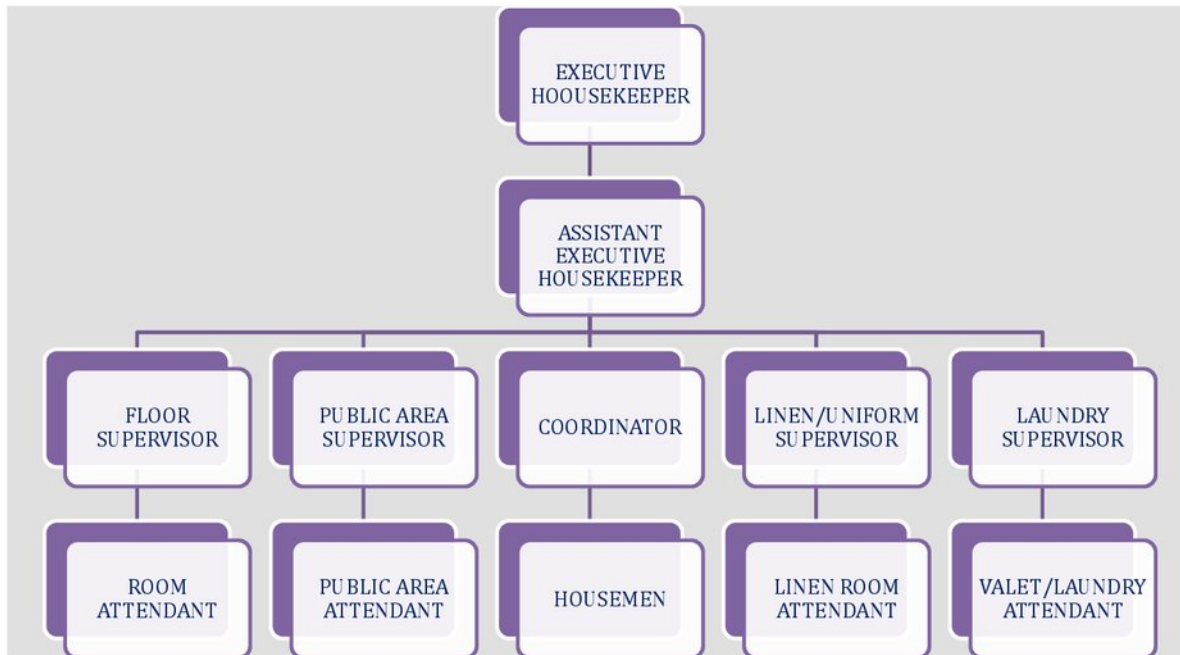 EXECUTIVE
HOOUSEKEEPER
ASSISTANT
EXECUTIVE
HOUSEKEEPER
FLOOR
SUPERVISOR
PUBLIC AREA
SUPERVISOR
COORDINATOR
LINEN/UNIFORM
SUPERVISOR
LAUNDRY
SUPERVISOR
ROOM
ATTENDANT
PUBLIC AREA
ATTENDANT
HOUSEMEN
LINEN ROOM
ATTENDANT
VALET/LAUNDRY
ATTENDANT